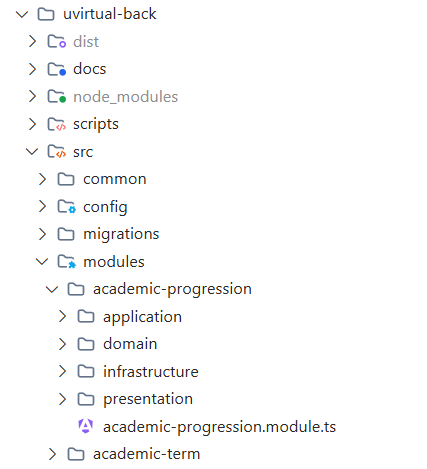 uvirtual-back
dist
docs
node_modules
scripts
src
common
config
migrations
modules
academic-progression
application
domain
infrastructure
presentation
academic-progression.module.ts
academic-term